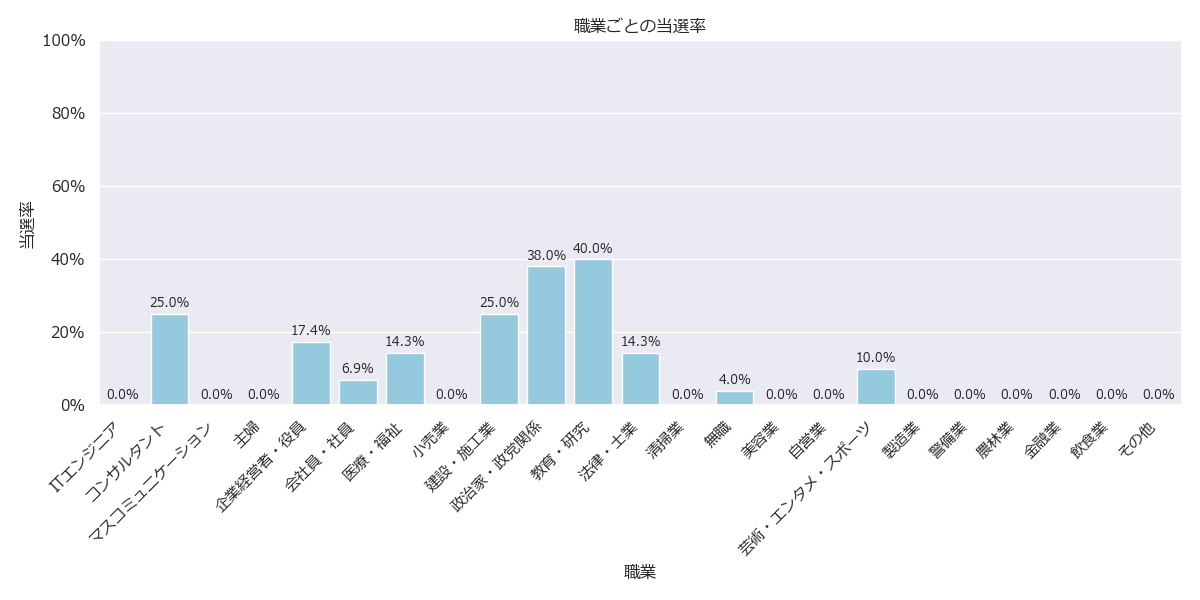 職業ごとの当選率
100%
80%
60%
40%
20%
0%
当選率
0.0%
25.0%
0.0%
0.0%
17.4%
6.9%
14.3%
0.0%
25.0%
38.0%
40.0%
14.3%
0.0%
4.0%
0.0%
0.0%
10.0%
0.0%
0.0%
0.0%
0.0%
0.0%
0.0%
ITエンジニア
コンサルタント
マスコミュニケーション
主婦
企業経営者・役員
会社員・社員
医療・福祉
小売業
建設・施工業
政治家・政党関係
教育・研究
法律・士業
清掃業
無職
美容業
自営業
芸術・エンタメ・スポーツ
製造業
警備業
農林業
金融業
飲食業
その他
職業